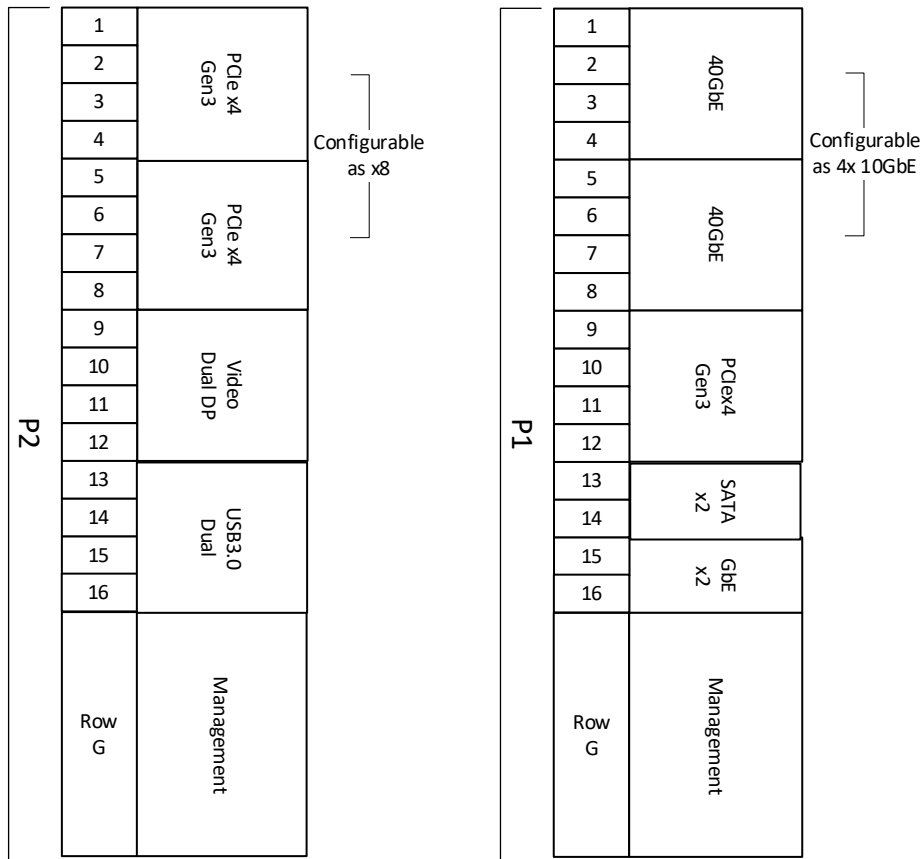 P2
1
2
3
4
5
6
7
8
9
10
11
12
13
14
15
16
Row
G
PCIe x4
Gen3
PCIe x4
Gen3
Video
Dual DP
USB3.0
Dual
Management
Configurable
as x8
P1
1
2
3
4
5
6
7
8
9
10
11
12
13
14
15
16
Row
G
40GbE
40GbE
PCIex4
Gen3
SATA
x2
GbE
x2
Management
Configurable
as 4x 10GbE